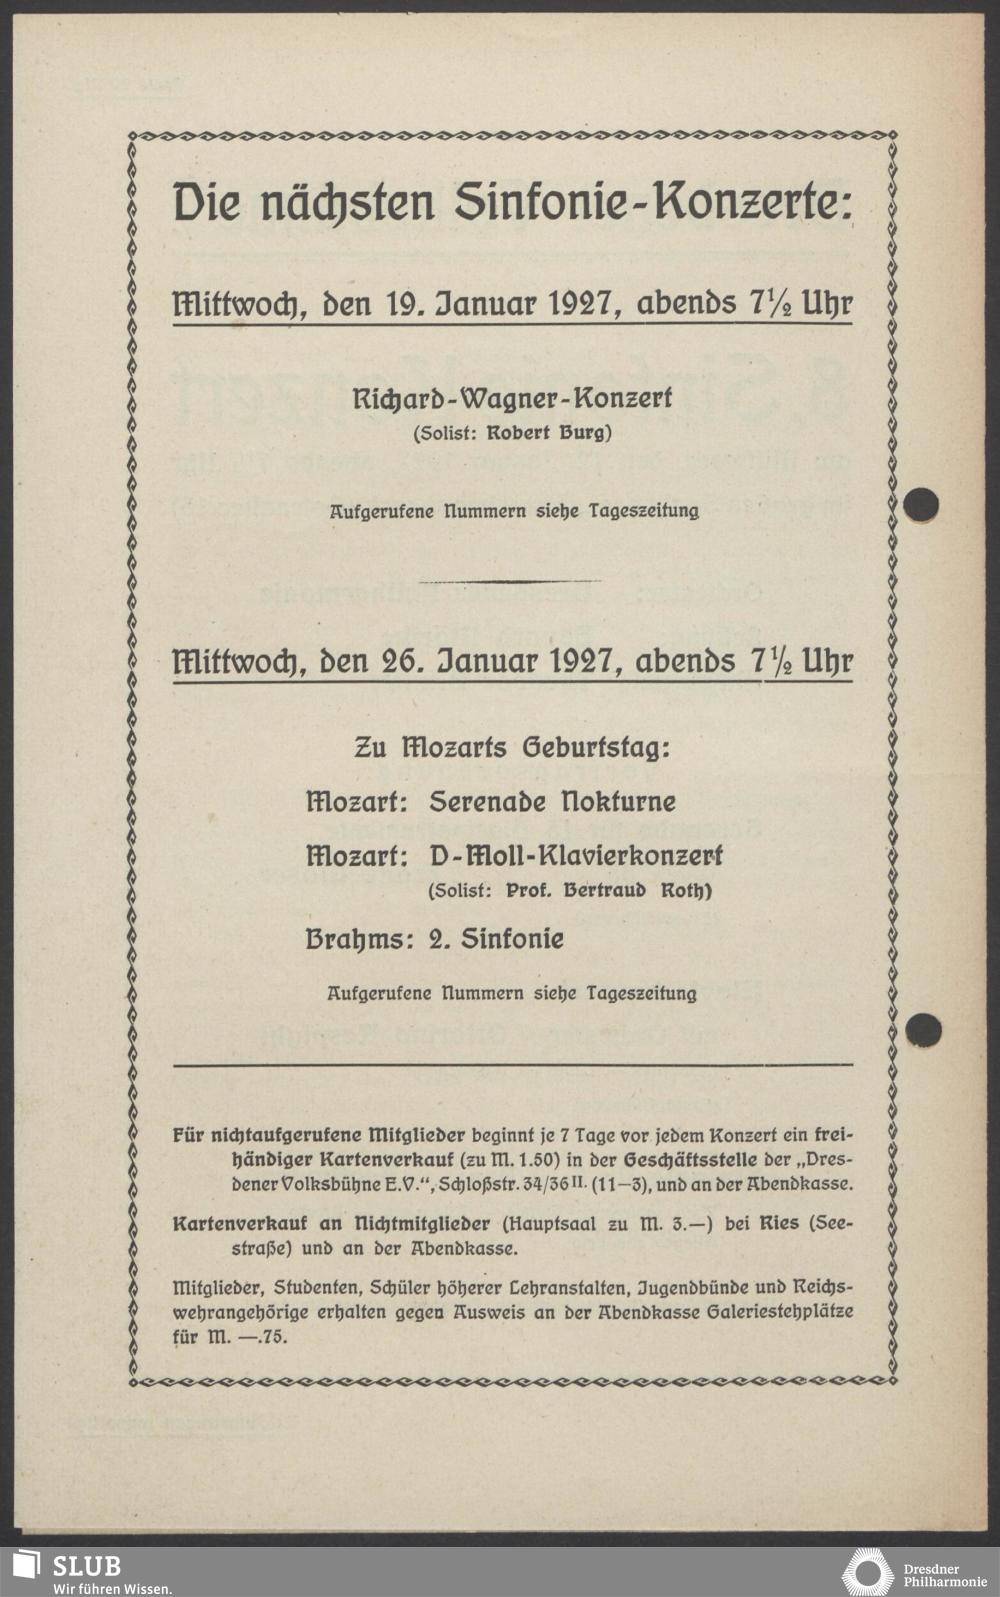 Die nächsten Sinfonie-Konzerte:
Mittwoch, den 19. Januar 1927, abends 7½ Uhr
Richard-Wagner-Konzert
(Solist: Robert Burg)
Aufgerufene Nummern siehe Tageszeitung
Mittwoch, den 26. Januar 1927, abends 7½ Uhr
Zu Mozarts Geburtstag:
Mozart: Serenade Nokturne
Mozart: D-Moll-Klavierkonzert
(Solist: Prof. Bertraud Roth)
Brahms: 2. Sinfonie
Aufgerufene Nummern siehe Tageszeitung
Für nichtaufgerufene Mitglieder beginnt je 7 Tage vor jedem Konzert ein frei-
händiger Kartenverkauf (zu M. 1.50) in der Geschäftsstelle der „Dres-
dener Volksbühne E.V.“, Schloßstr. 34/36 II. (11—3), und an der Abendkasse.
Kartenverkauf an Nichtmitglieder (Hauptsaal zu M. 3.—) bei Ries (See-
straße) und an der Abendkasse.
Mitglieder, Studenten, Schüler höherer Lehranstalten, Jugendbünde und Reichs-
wehrangehörige erhalten gegen Ausweis an der Abendkasse Galeriestehplätze
für M. —.75.
SLUB
Wir führen Wissen.
Dresdner
Philharmonie